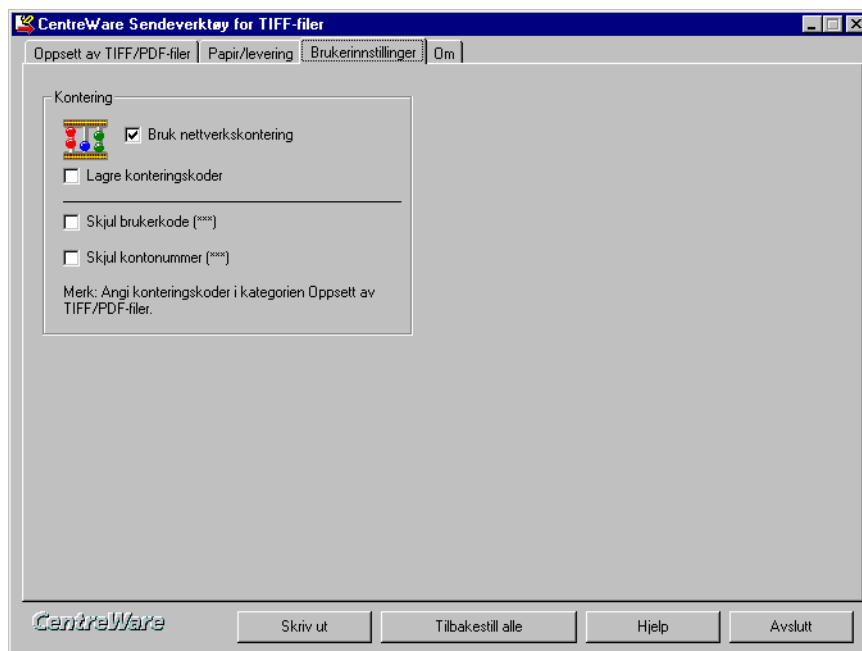 CentreWare Sendeverktøy for TIFF-filer
Oppsett av TIFF/PDF-filer Papir/levering Brukerinnstillinger Om
Kontering
Bruk nettverkskontering
Lagre konteringskoder
Skjul brukerkode (***)
Skjul kontonummer (***)
Merk: Angi konteringskoder i kategorien Oppsett av
TIFF/PDF-filer.
CentreWare Skriv ut Tilbakestill alle Hjelp Avslutt